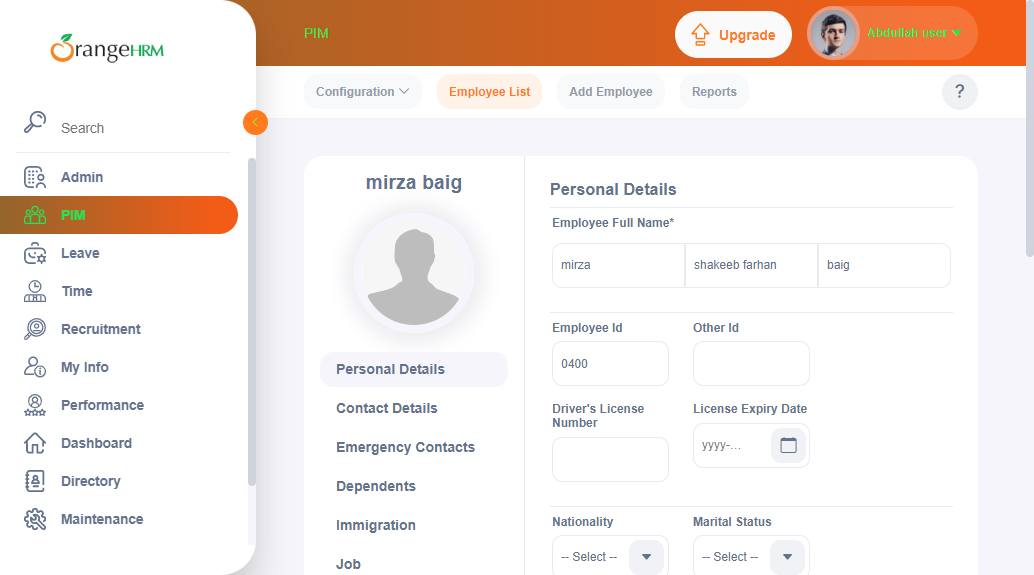 OrangeHRM
Search
Admin
PIM
Leave
Time
Recruitment
My Info
Performance
Dashboard
Directory
Maintenance
PIM
Upgrade
Abdullah user
Configuration
Employee List
Add Employee
Reports
?
mirza baig
Personal Details
Contact Details
Emergency Contacts
Dependents
Immigration
Job
Personal Details
Employee Full Name*
mirza shakeeb farhan baig
Employee Id Other Id
0400
Driver's License License Expiry Date
Number
yyyy-...
Nationality Marital Status
-- Select -- -- Select --